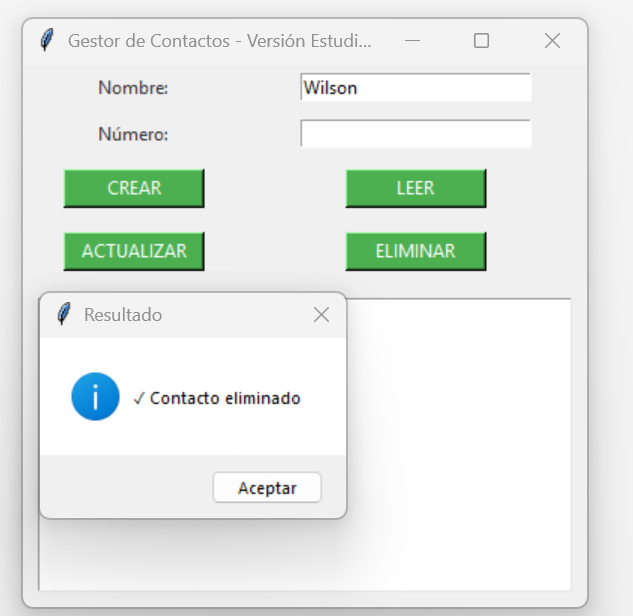 Gestor de Contactos - Versión Estudi...
Nombre:
Wilson
Número:
CREAR
LEER
ACTUALIZAR
ELIMINAR
Resultado
✓ Contacto eliminado
Aceptar